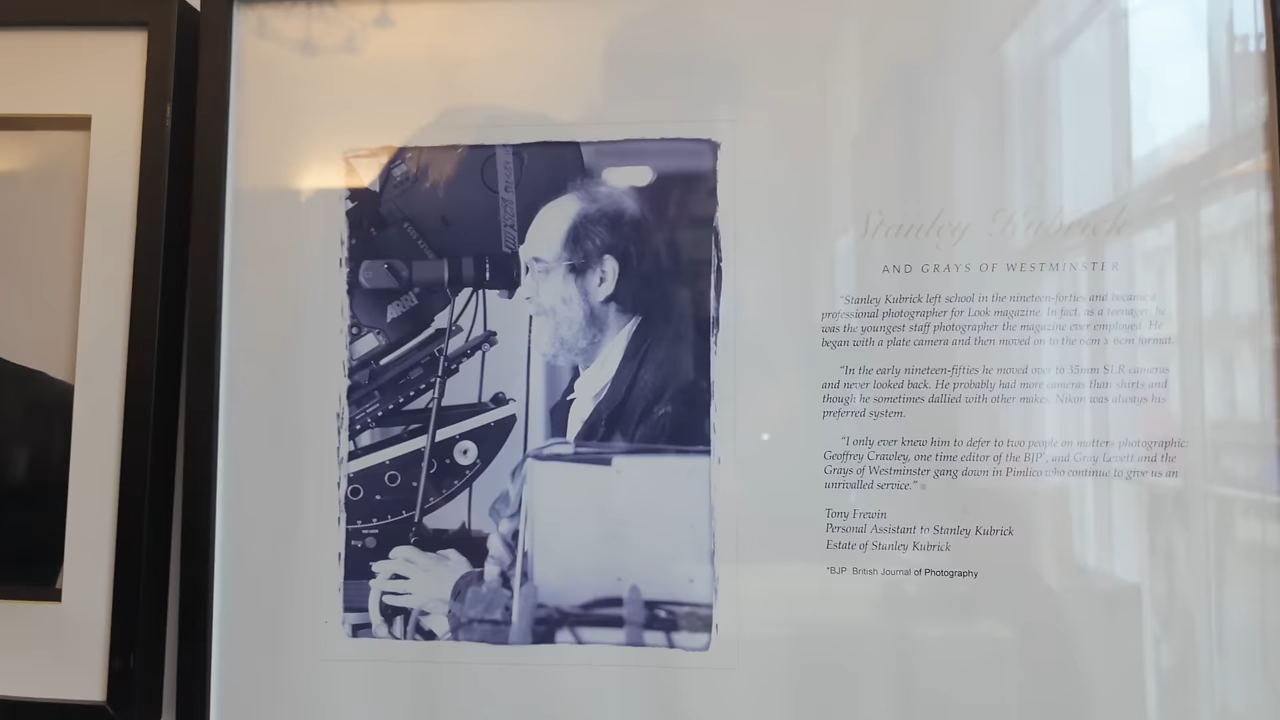 ARRI
Stanley Kubrick
AND GRAYS OF WESTMINSTER
"Stanley Kubrick left school in the nineteen-forties and became a
professional photographer for Look magazine. In fact, as a teenager he
was the youngest staff photographer the magazine ever employed. He
began with a plate camera and then moved on to the 6cm x 6cm format.
"In the early nineteen-fifties he moved over to 35mm SLR cameras
and never looked back. He probably had more cameras than shirts and
though he sometimes dallied with other makes Nikon was always his
preferred system.
"I only ever knew him to defer to two people on matters photographic:
Geoffrey Crawley, one time editor of the BJP*, and Gray Levett and the
Grays of Westminster gang down in Pimlico who continue to give us an
unrivalled service."
Tony Frewin
Personal Assistant to Stanley Kubrick
Estate of Stanley Kubrick
*BJP: British Journal of Photography